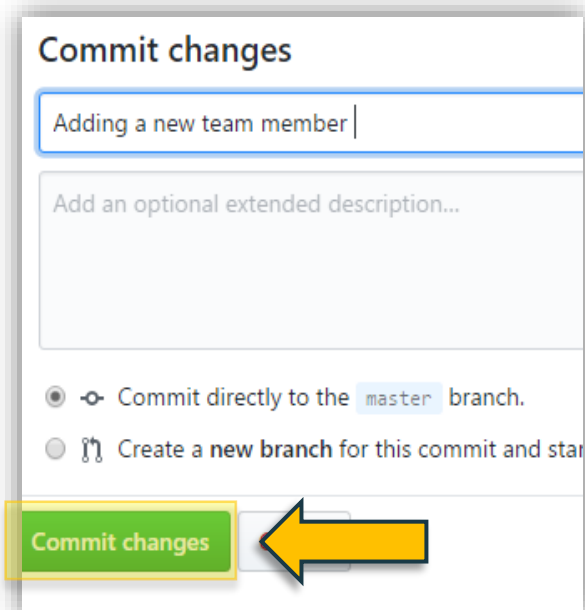 Commit changes
Adding a new team member
Add an optional extended description...
Commit directly to the master branch.
Create a new branch for this commit and star
Commit changes